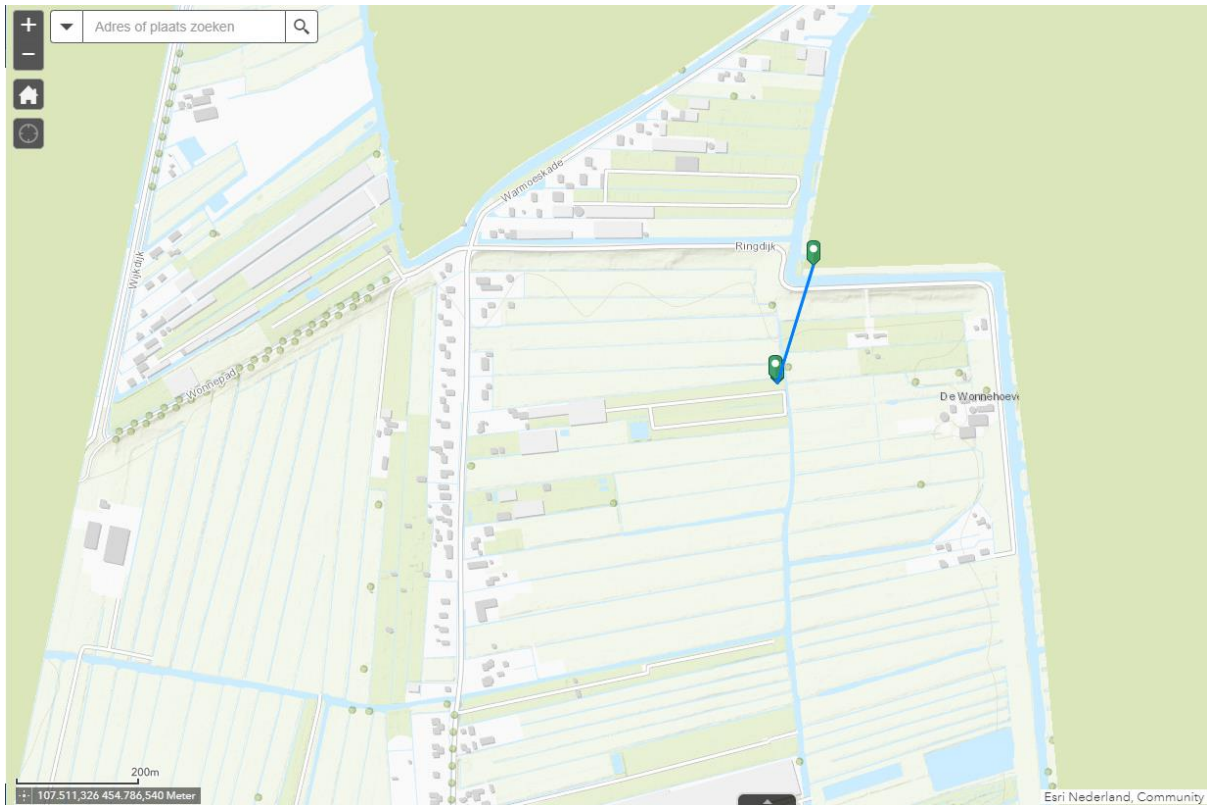 +
Adres of plaats zoeken
−
Warmoeskade
Ringdijk
Wijkdijk
Wonnepad
De Wonnehoeve
200m
107.511,326 454.786,540 Meter
Esri Nederland, Community